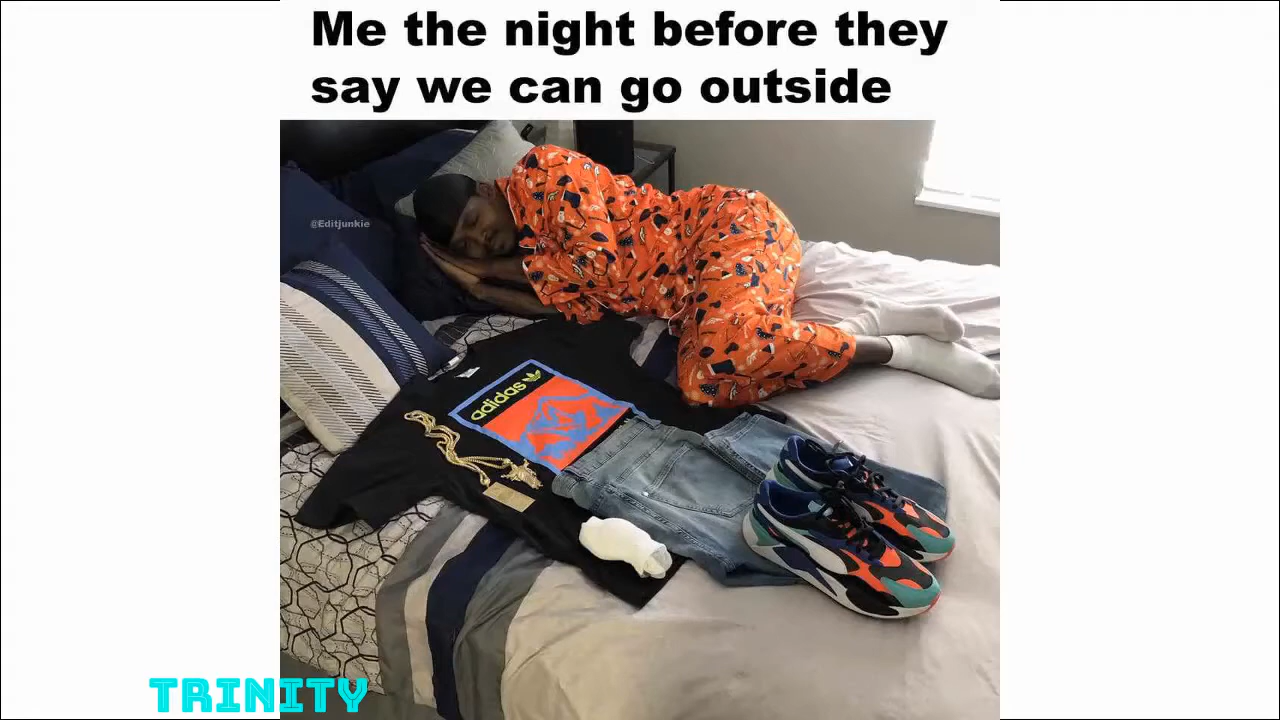 Me the night before they
say we can go outside
@Editjunkie
adidas
TRINITY